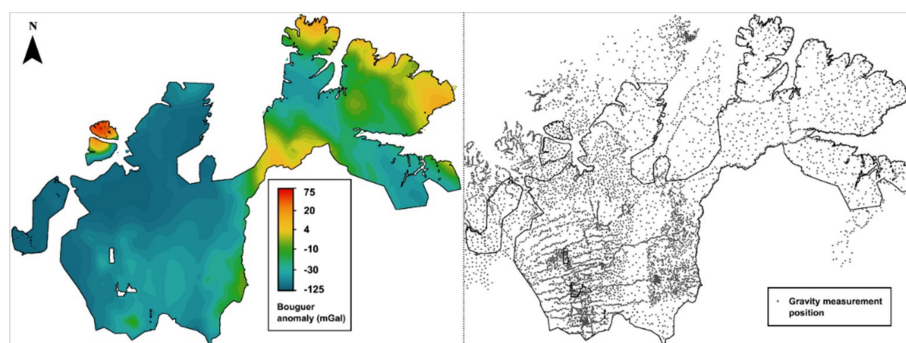 N
75
20
4
-10
-30
-125
Bouguer
anomaly (mGal)
Gravity measurement
position